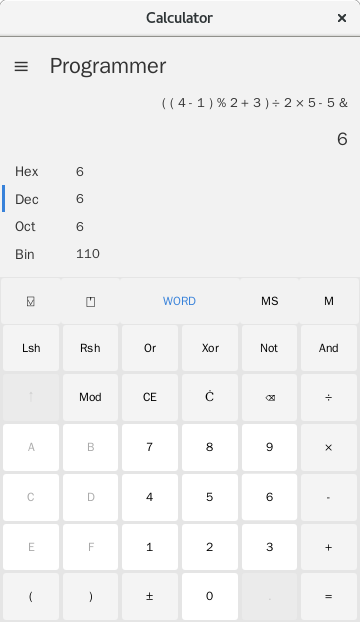 Calculator ×
≡ Programmer
( ( 4 - 1 ) % 2 + 3 ) ÷ 2 × 5 - 5 &
6
Hex 6
Dec 6
Oct 6
Bin 110
WORD MS M
Lsh Rsh Or Xor Not And
↑ Mod CE Ċ ⌫ ÷
A B 7 8 9 ×
C D 4 5 6 -
E F 1 2 3 +
( ) ± 0 . =